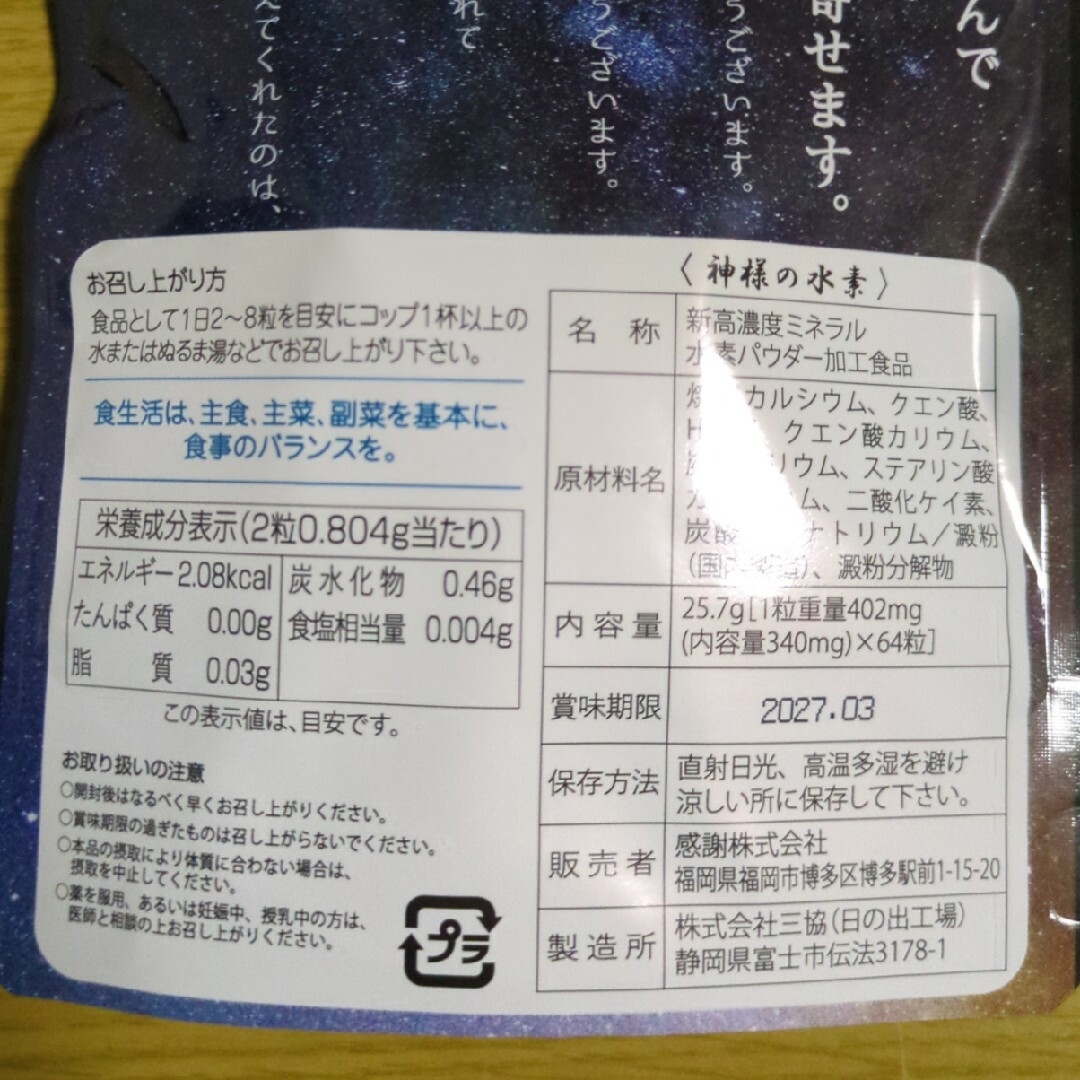 んで
寄せます。
うございます。
うございます。
れて
えてくれたのは、
お召し上がり方
食品として1日2〜8粒を目安にコップ1杯以上の
水またはぬるま湯などでお召し上がり下さい。
食生活は、主食、主菜、副菜を基本に、
食事のバランスを。
栄養成分表示(2粒0.804g当たり)
エネルギー 2.08kcal
たんぱく質 0.00g
脂質 0.03g
炭水化物 0.46g
食塩相当量 0.004g
この表示値は、目安です。
お取り扱いの注意
○開封後はなるべく早くお召し上がりください。
○賞味期限の過ぎたものは召し上がらないでください。
○本品の摂取により体質に合わない場合は、
摂取を中止してください。
○薬を服用、あるいは妊娠中、授乳中の方は、
医師と相談の上お召し上がりください。
プラ
〈神様の水素〉
名称
新高濃度ミネラル
水素パウダー加工食品
原材料名
カルシウム、クエン酸、
クエン酸カリウム、
リウム、ステアリン酸
ム、二酸化ケイ素、
炭酸 ナトリウム/澱粉
、澱粉分解物
内容量
25.7g[1粒重量402mg
(内容量340mg)×64粒]
賞味期限
2027.03
保存方法
直射日光、高温多湿を避け
涼しい所に保存して下さい。
販売者
感謝株式会社
福岡県福岡市博多区博多駅前1-15-20
製造所
株式会社三協(日の出工場)
静岡県富士市伝法3178-1